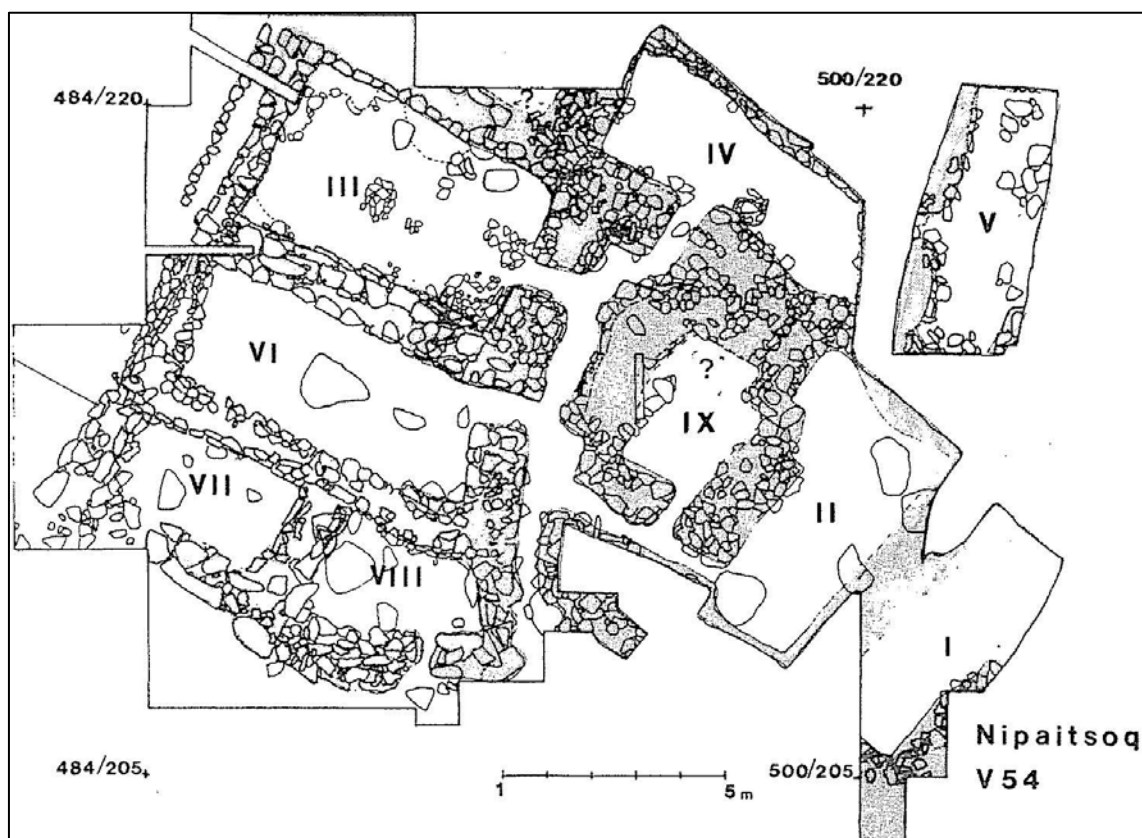 484/220
500/220
IV
III
V
VI
?
?
IX
VII
II
VIII
I
Nipaitsoq
V54
484/205
1
5 m
500/205